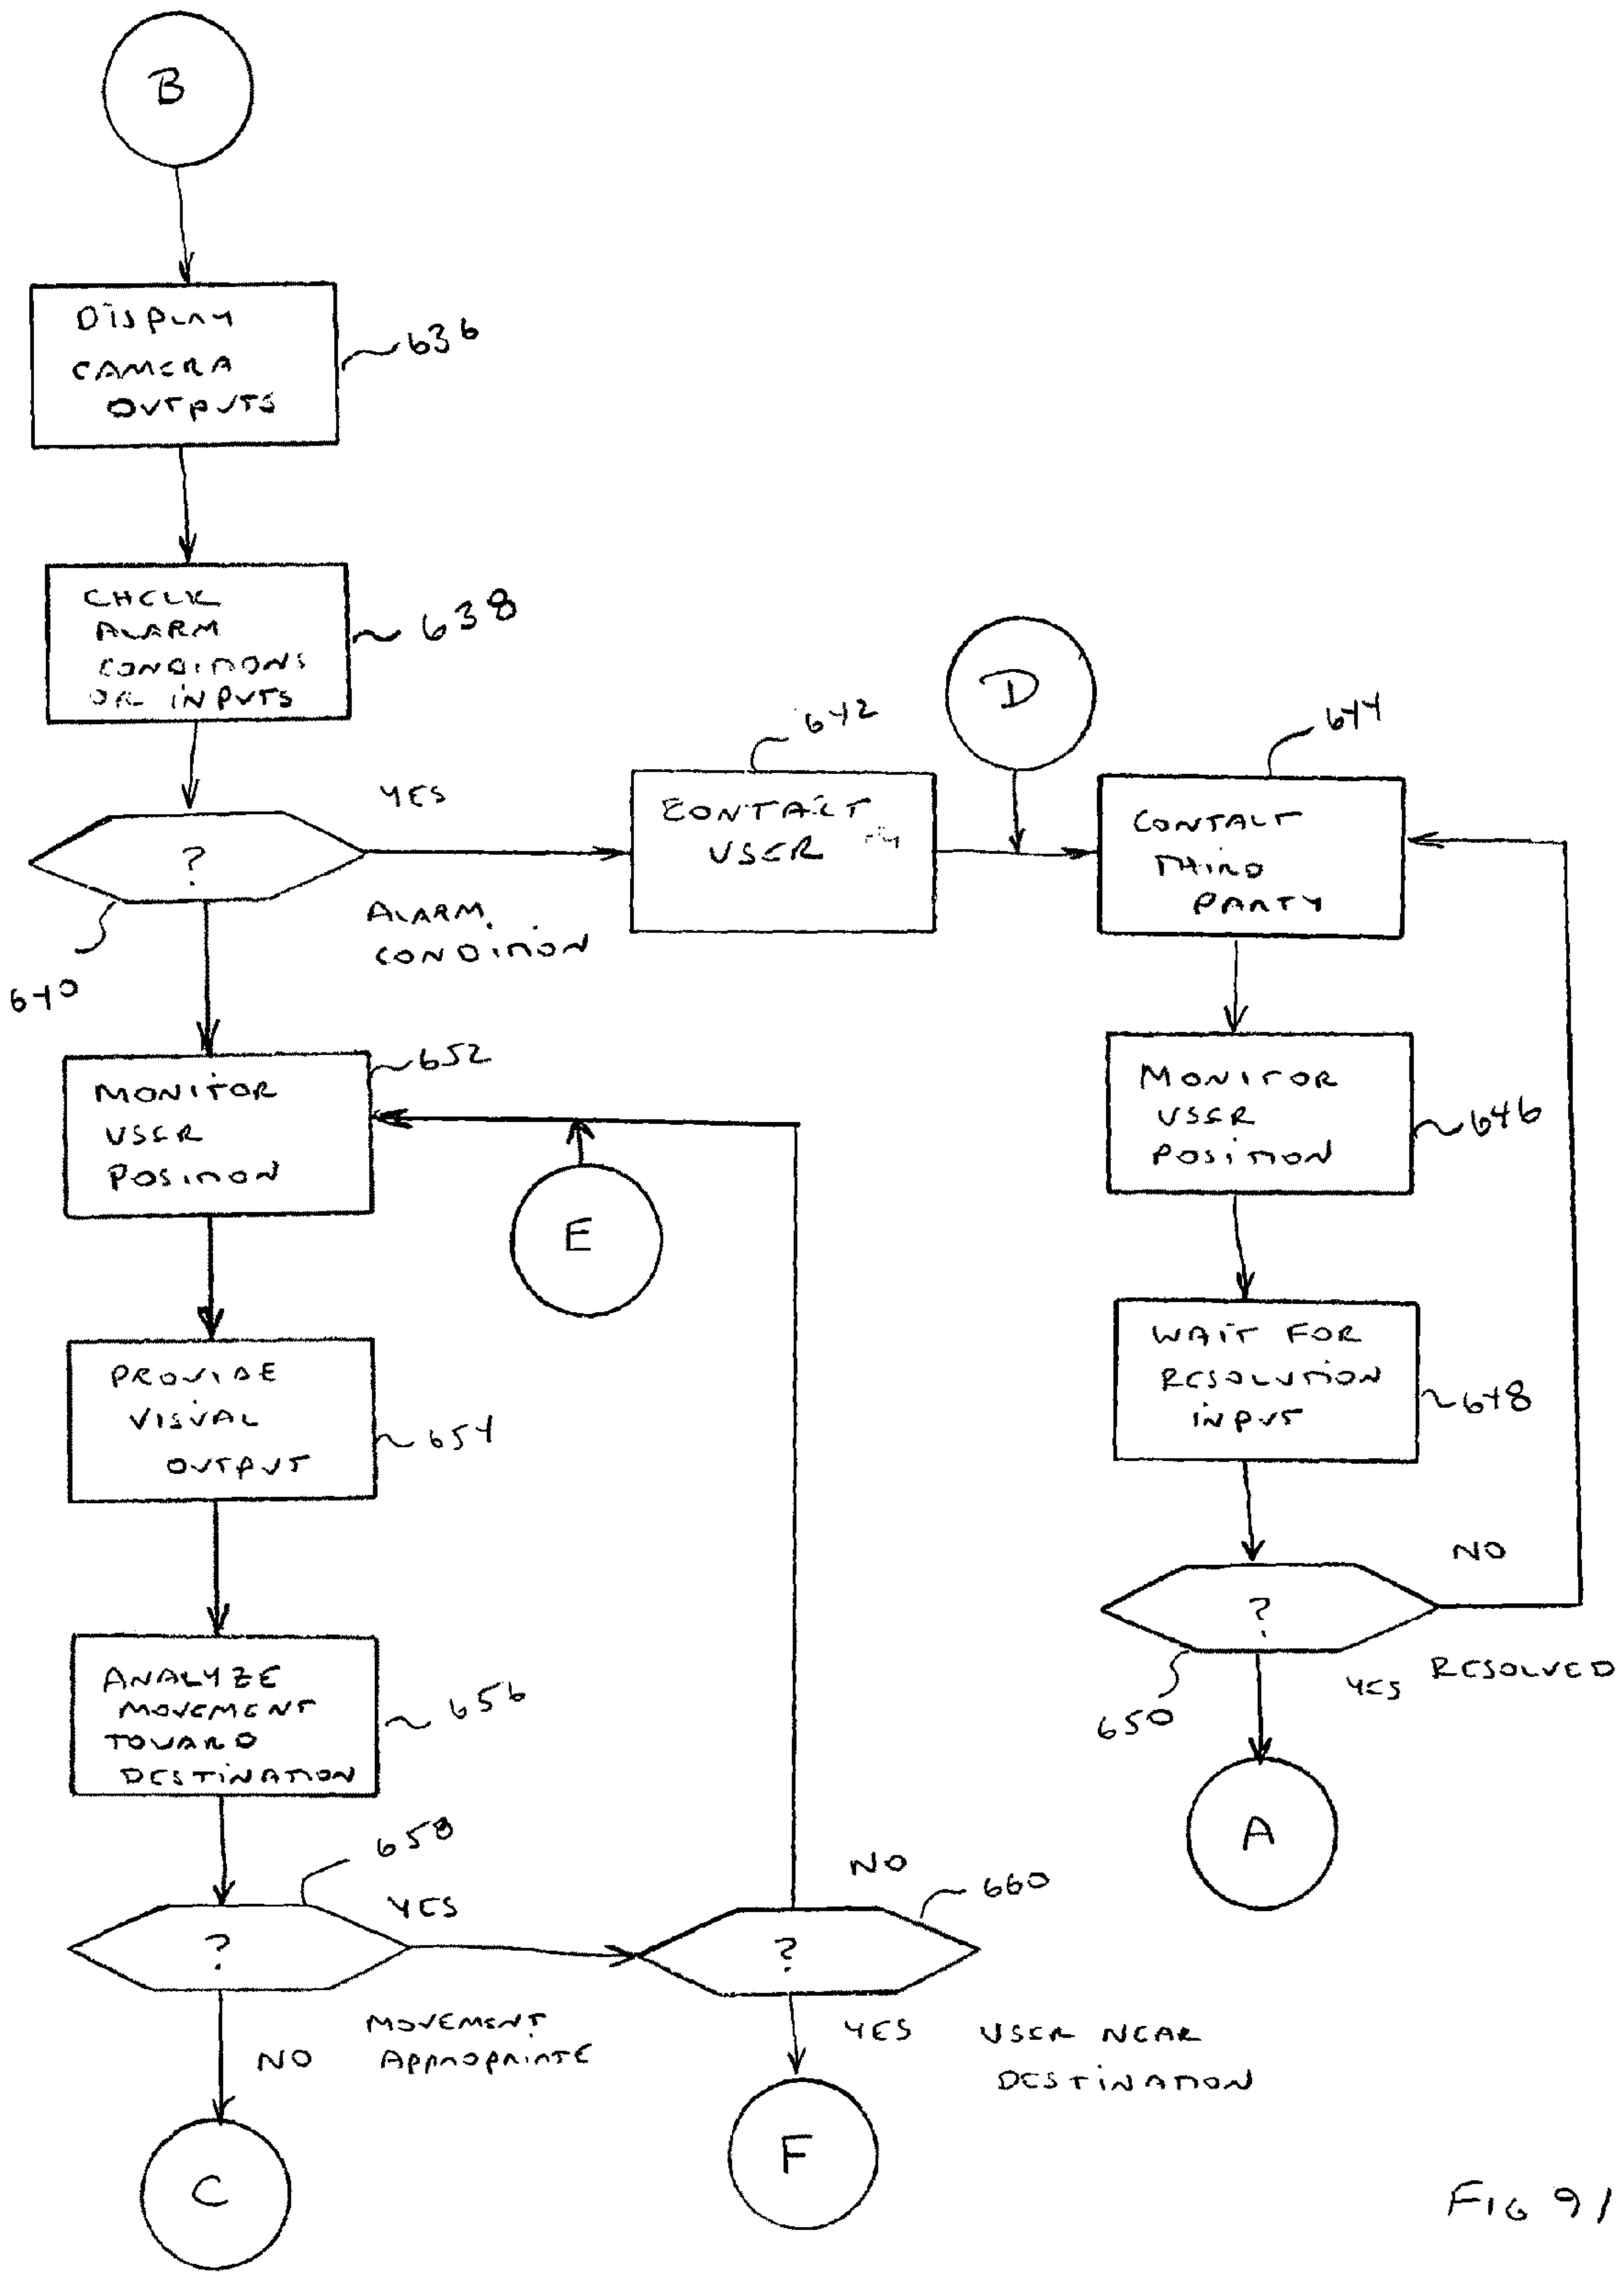 B
DISPLAY
CAMERA
OUTPUTS
636
CHECK
ALARM
CONDITIONS
OR INPUTS
638
?
640
YES
ALARM
CONDITION
642
CONTACT
USER
D
644
CONTACT
THIRD
PARTY
MONITOR
USER
POSITION
646
WAIT FOR
RESOLUTION
INPUT
648
?
650
NO
YES RESOLVED
A
MONITOR
USER
POSITION
652
E
PROVIDE
VISUAL
OUTPUT
654
ANALYZE
MOVEMENT
TOWARD
DESTINATION
656
?
658
YES
MOVEMENT
APPROPRIATE
NO
C
?
660
NO
YES
USER NEAR
DESTINATION
F
FIG 91